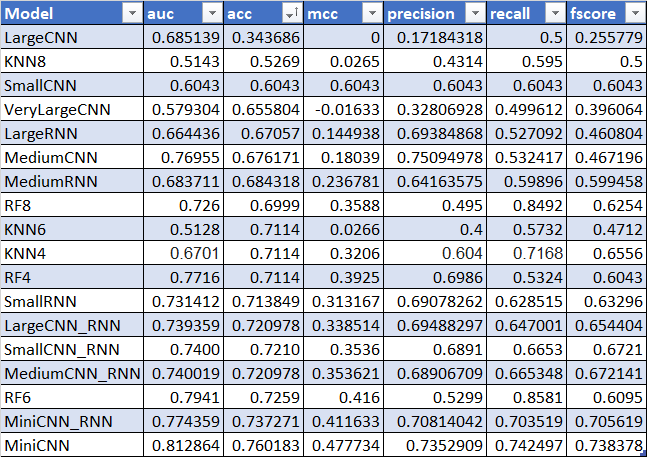 Model auc acc mcc precision recall fscore
LargeCNN 0.685139 0.343686 0 0.17184318 0.5 0.255779
KNN8 0.5143 0.5269 0.0265 0.4314 0.595 0.5
SmallCNN 0.6043 0.6043 0.6043 0.6043 0.6043 0.6043
VeryLargeCNN 0.579304 0.655804 -0.01633 0.32806928 0.499612 0.396064
LargeRNN 0.664436 0.67057 0.144938 0.69384868 0.527092 0.460804
MediumCNN 0.76955 0.676171 0.18039 0.75094978 0.532417 0.467196
MediumRNN 0.683711 0.684318 0.236781 0.64163575 0.59896 0.599458
RF8 0.726 0.6999 0.3588 0.495 0.8492 0.6254
KNN6 0.5128 0.7114 0.0266 0.4 0.5732 0.4712
KNN4 0.6701 0.7114 0.3206 0.604 0.7168 0.6556
RF4 0.7716 0.7114 0.3925 0.6986 0.5324 0.6043
SmallRNN 0.731412 0.713849 0.313167 0.69078262 0.628515 0.63296
LargeCNN_RNN 0.739359 0.720978 0.338514 0.69488297 0.647001 0.654404
SmallCNN_RNN 0.7400 0.7210 0.3536 0.6891 0.6653 0.6721
MediumCNN_RNN 0.740019 0.720978 0.353621 0.68906709 0.665348 0.672141
RF6 0.7941 0.7259 0.416 0.5299 0.8581 0.6095
MiniCNN_RNN 0.774359 0.737271 0.411633 0.70814042 0.703519 0.705619
MiniCNN 0.812864 0.760183 0.477734 0.7352909 0.742497 0.738378